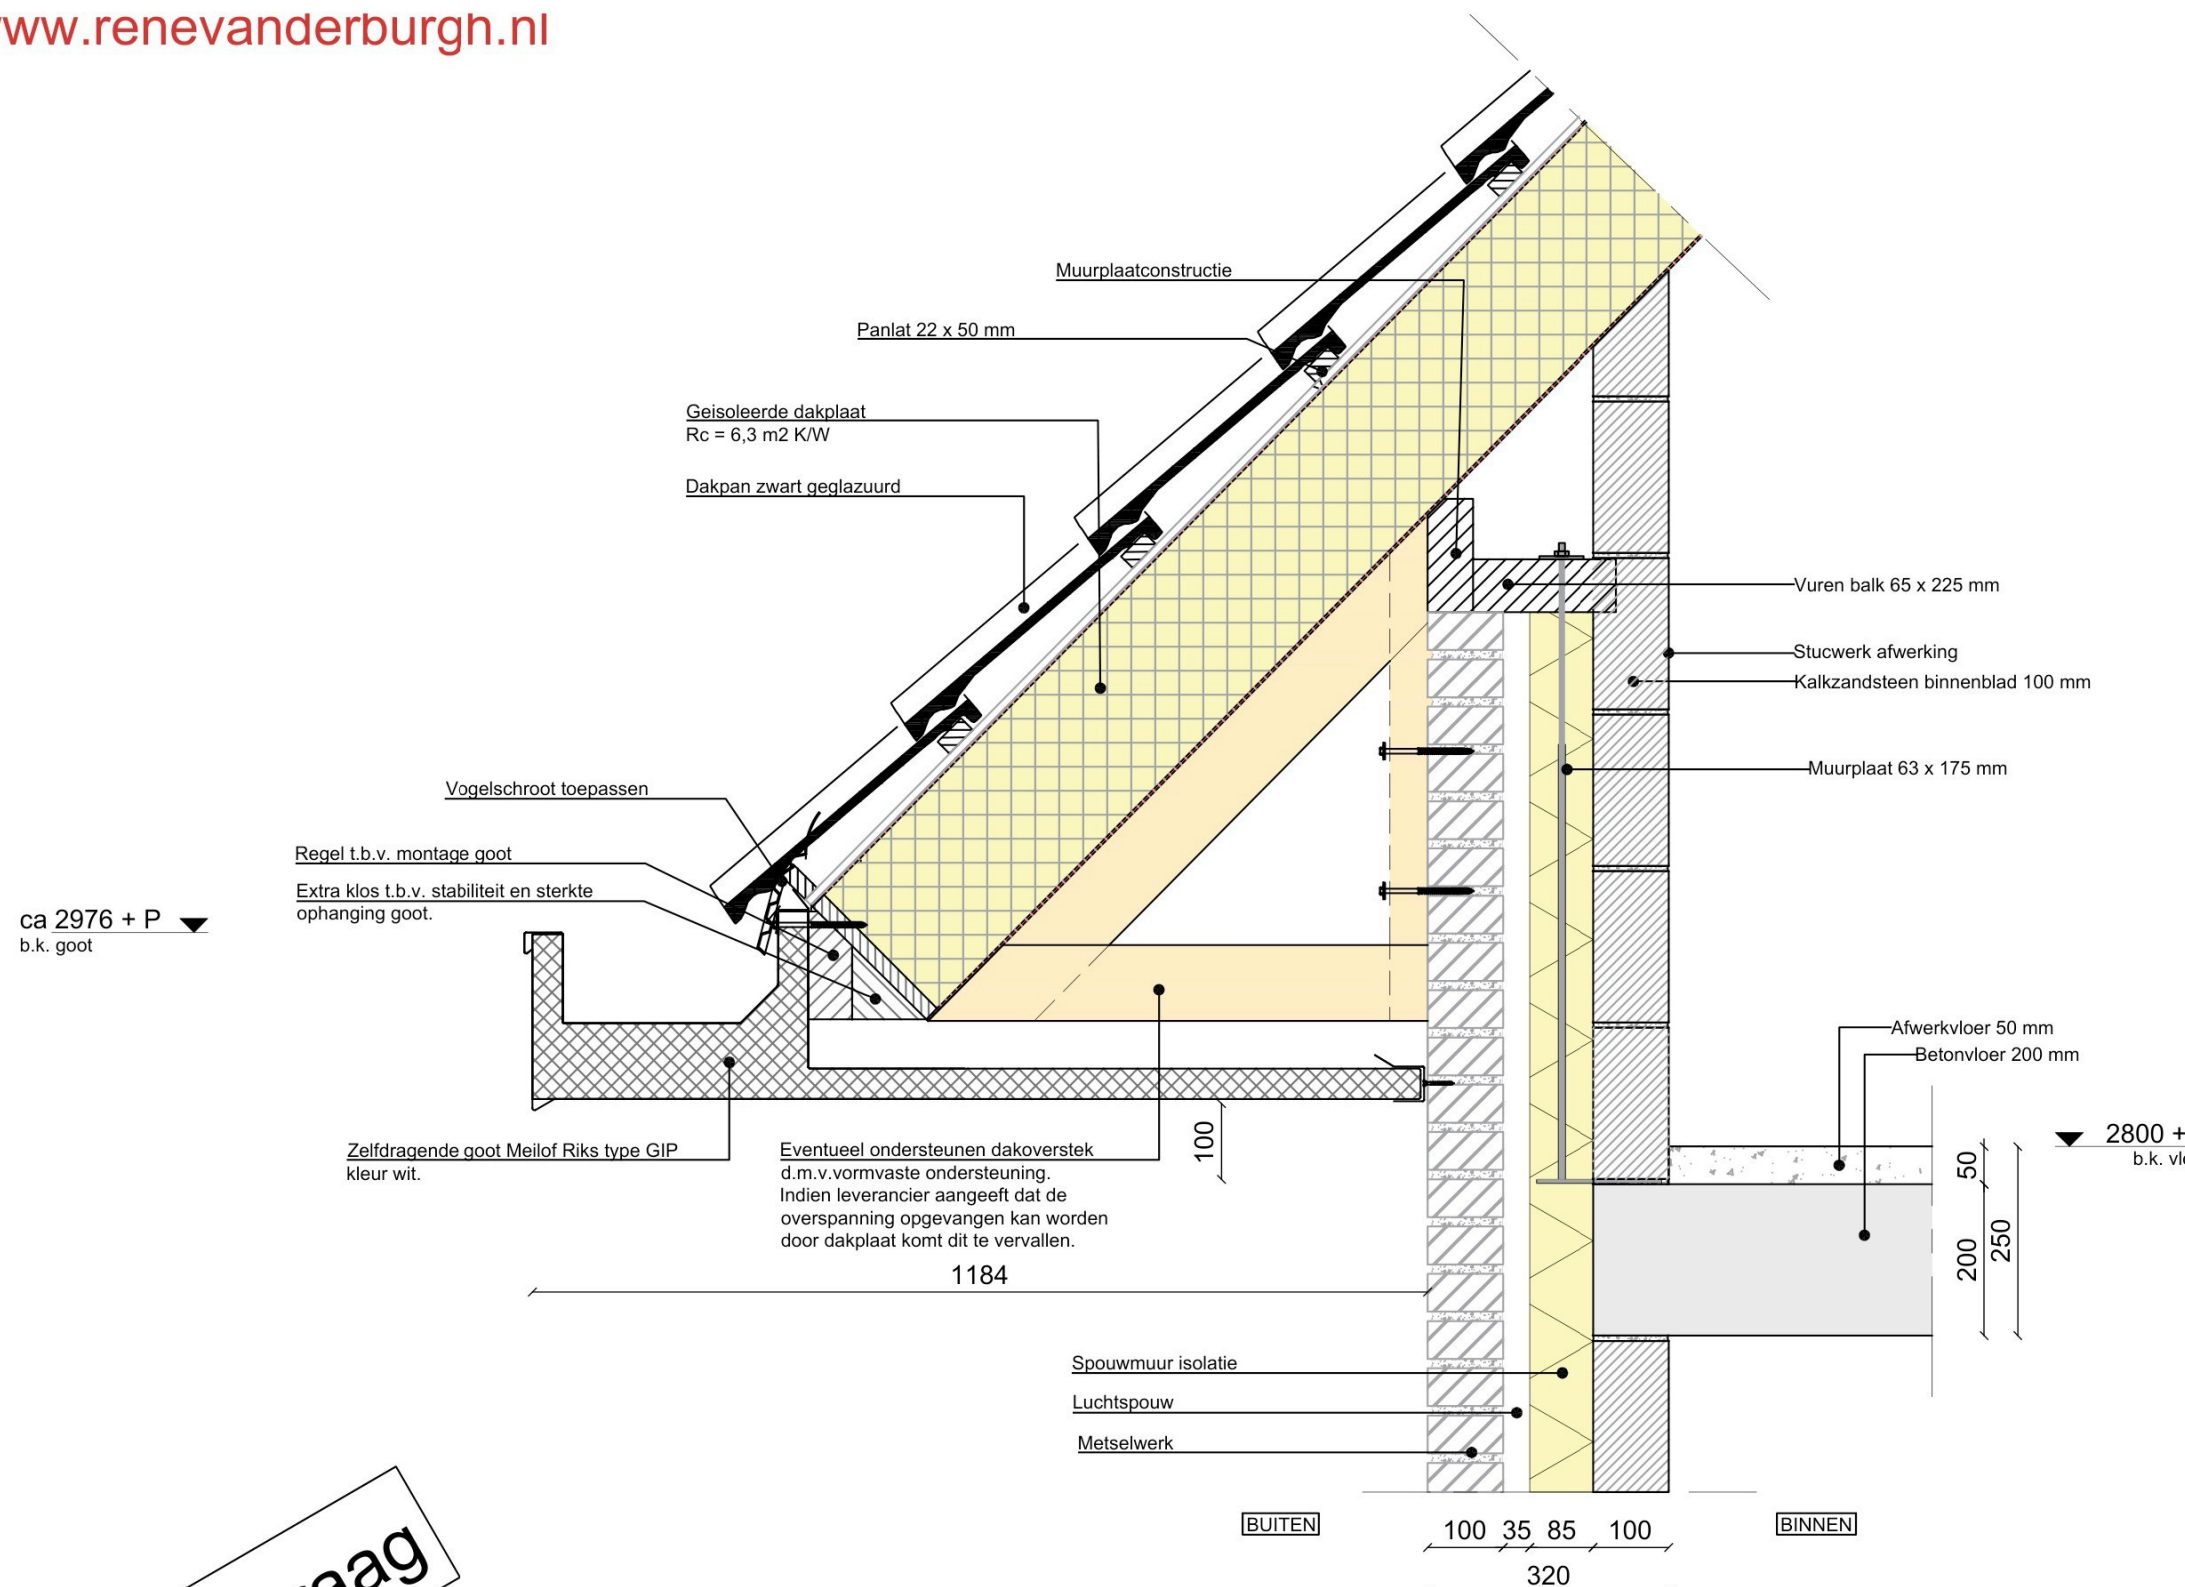 ww.renevanderburgh.nl
Muurplaatconstructie
Panlat 22 x 50 mm
Geisoleerde dakplaat
Rc = 6,3 m2 K/W
Dakpan zwart geglazuurd
Vuren balk 65 x 225 mm
Stucwerk afwerking
Kalkzandsteen binnenblad 100 mm
Muurplaat 63 x 175 mm
Vogelschroot toepassen
Regel t.b.v. montage goot
Extra klos t.b.v. stabiliteit en sterkte
ophanging goot.
ca 2976 + P
b.k. goot
Afwerkvloer 50 mm
Betonvloer 200 mm
2800 +
b.k. vl
Zelfdragende goot Meilof Riks type GIP
kleur wit.
Eventueel ondersteunen dakoverstek
d.m.v.vormvaste ondersteuning.
Indien leverancier aangeeft dat de
overspanning opgevangen kan worden
door dakplaat komt dit te vervallen.
100
50
200
250
1184
Spouwmuur isolatie
Luchtspouw
Metselwerk
BUITEN
BINNEN
100 35 85 100
320
aag